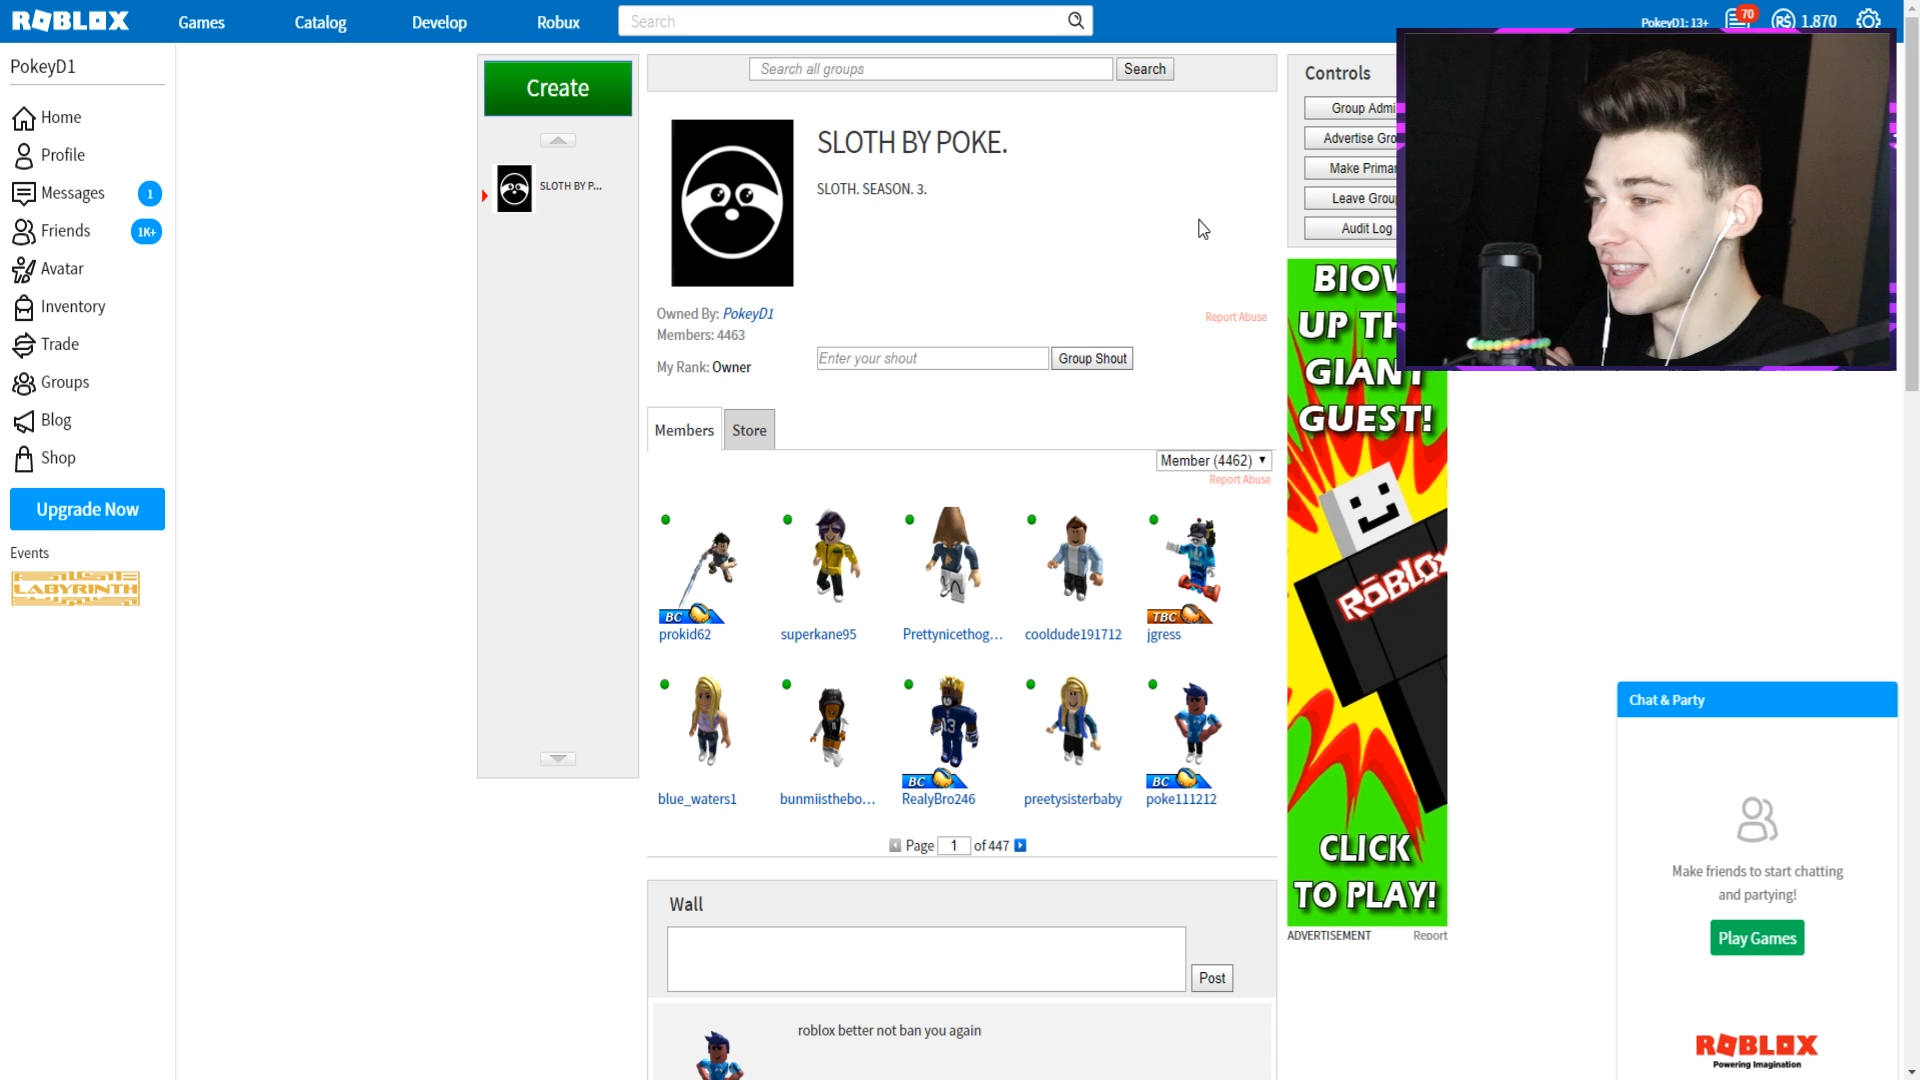 ROBLOX
Games
Catalog
Develop
Robux
Search
PokeyD1: 13+
70
R$ 1,870
PokeyD1
Home
Profile
Messages 1
Friends 1K+
Avatar
Inventory
Trade
Groups
Blog
Shop
Upgrade Now
Events
LABYRINTH
Create
SLOTH BY P...
Search all groups
Search
SLOTH BY POKE.
SLOTH. SEASON. 3.
Owned By: PokeyD1
Members: 4463
My Rank: Owner
Report Abuse
Enter your shout
Group Shout
Members
Store
Member (4462)
Report Abuse
BC
TBC
prokid62
superkane95
Prettynicethog...
cooldude191712
jgress
13
BC
BC
blue_waters1
bunmiisthebo...
RealyBro246
preetysisterbaby
poke111212
Page 1 of 447
Wall
Post
roblox better not ban you again
Controls
Group Admi
Advertise Gro
Make Primar
Leave Grou
Audit Log
BLOW
UP TH
GIANT
GUEST!
ROBLOX
CLICK
TO PLAY!
ADVERTISEMENT
Report
Chat & Party
Make friends to start chatting
and partying!
Play Games
ROBLOX
Powering Imagination